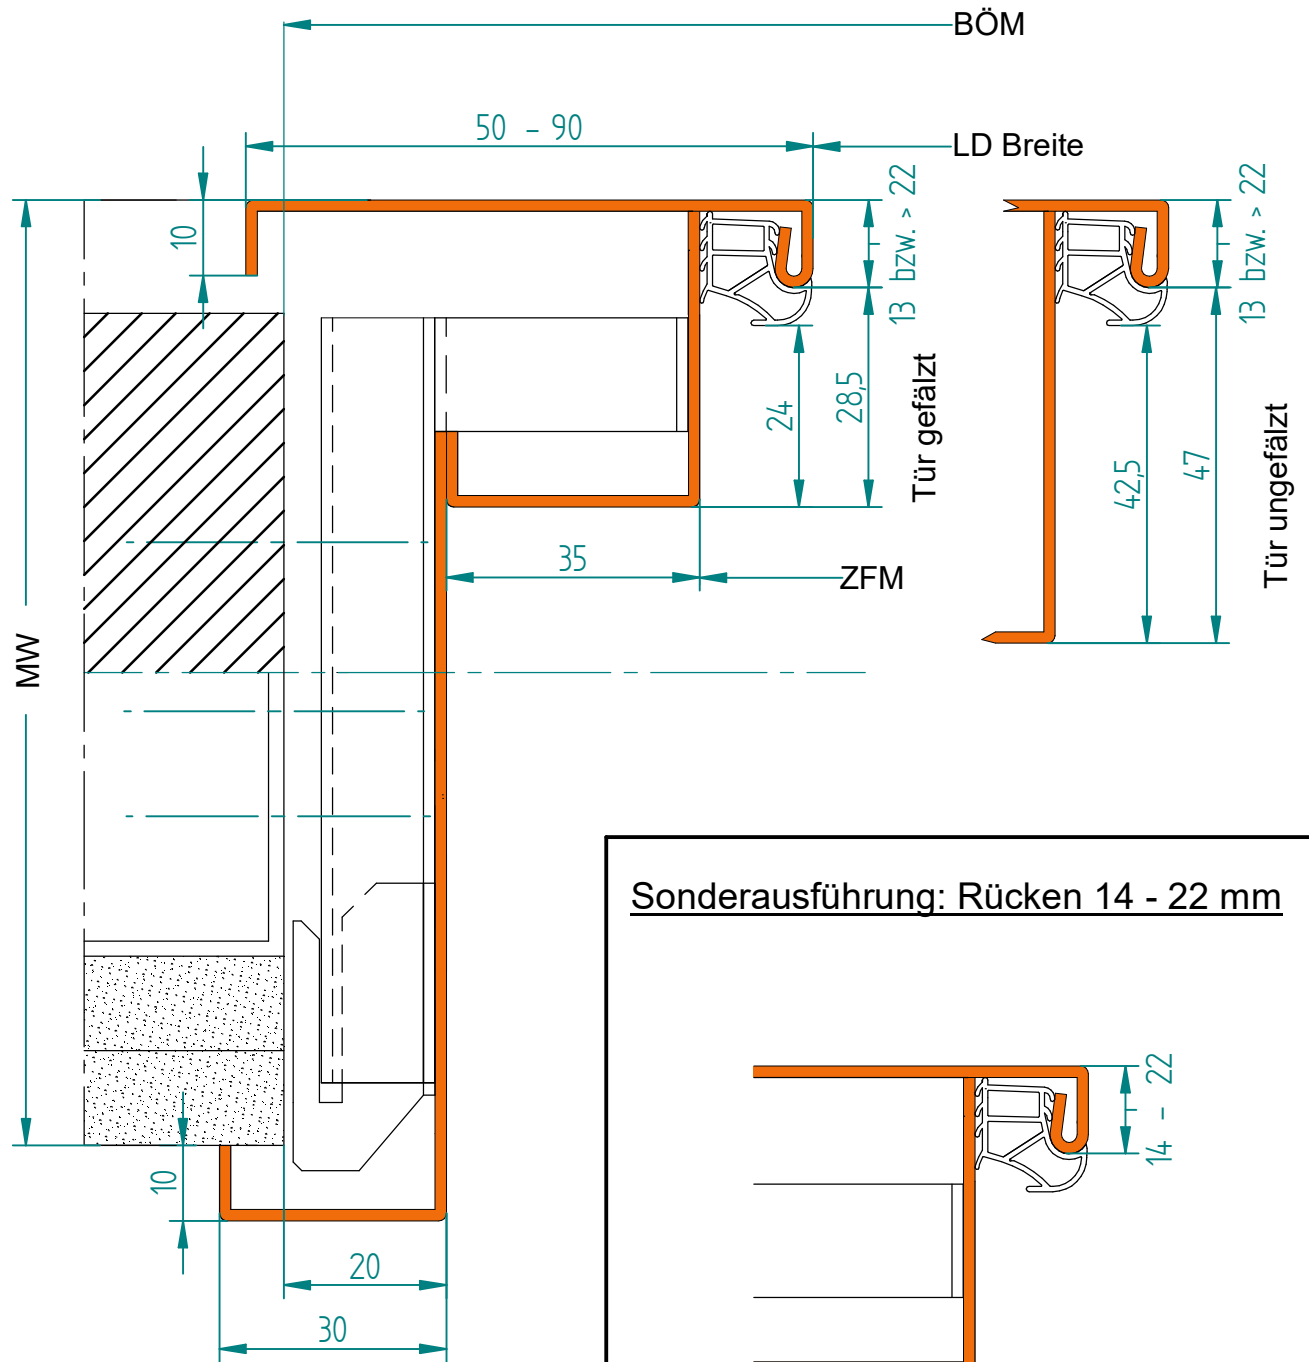 BÖM
50 - 90
LD Breite
10
13 bzw. > 22
13 bzw. > 22
24
28,5
Tür gefälzt
42,5
47
Tür ungefälzt
35
ZFM
MW
Sonderausführung: Rücken 14 - 22 mm
14 - 22
10
20
30